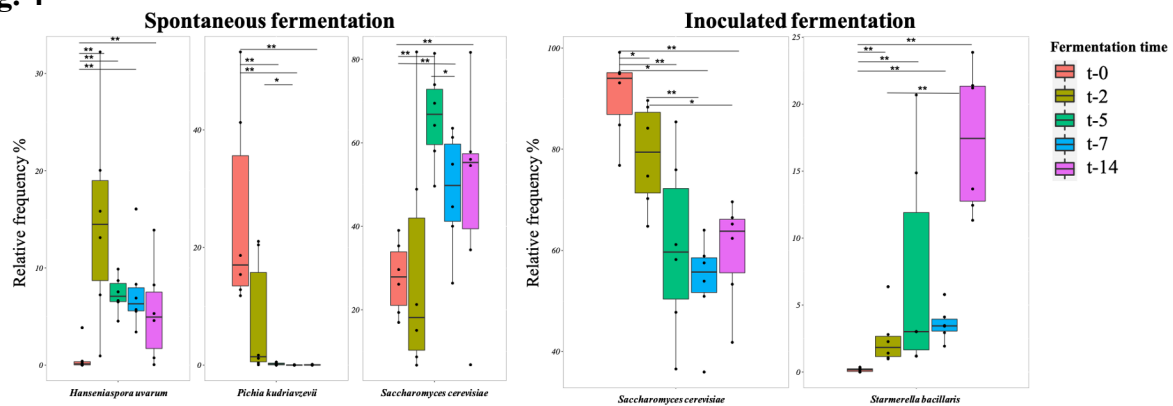 Spontaneous fermentation
Inoculated fermentation
Relative frequency %
30
20
10
0
** ** ** **
Hanseniaspora uvarum
40
20
0
** ** ** *
Pichia kudriavzevii
80
60
40
20
** ** ** *
Saccharomyces cerevisiae
Relative frequency %
100
80
60
40
** * ** * ** *
Saccharomyces cerevisiae
25
20
15
10
5
0
** ** ** ** **
Starmerella bacillaris
Fermentation time
t-0
t-2
t-5
t-7
t-14